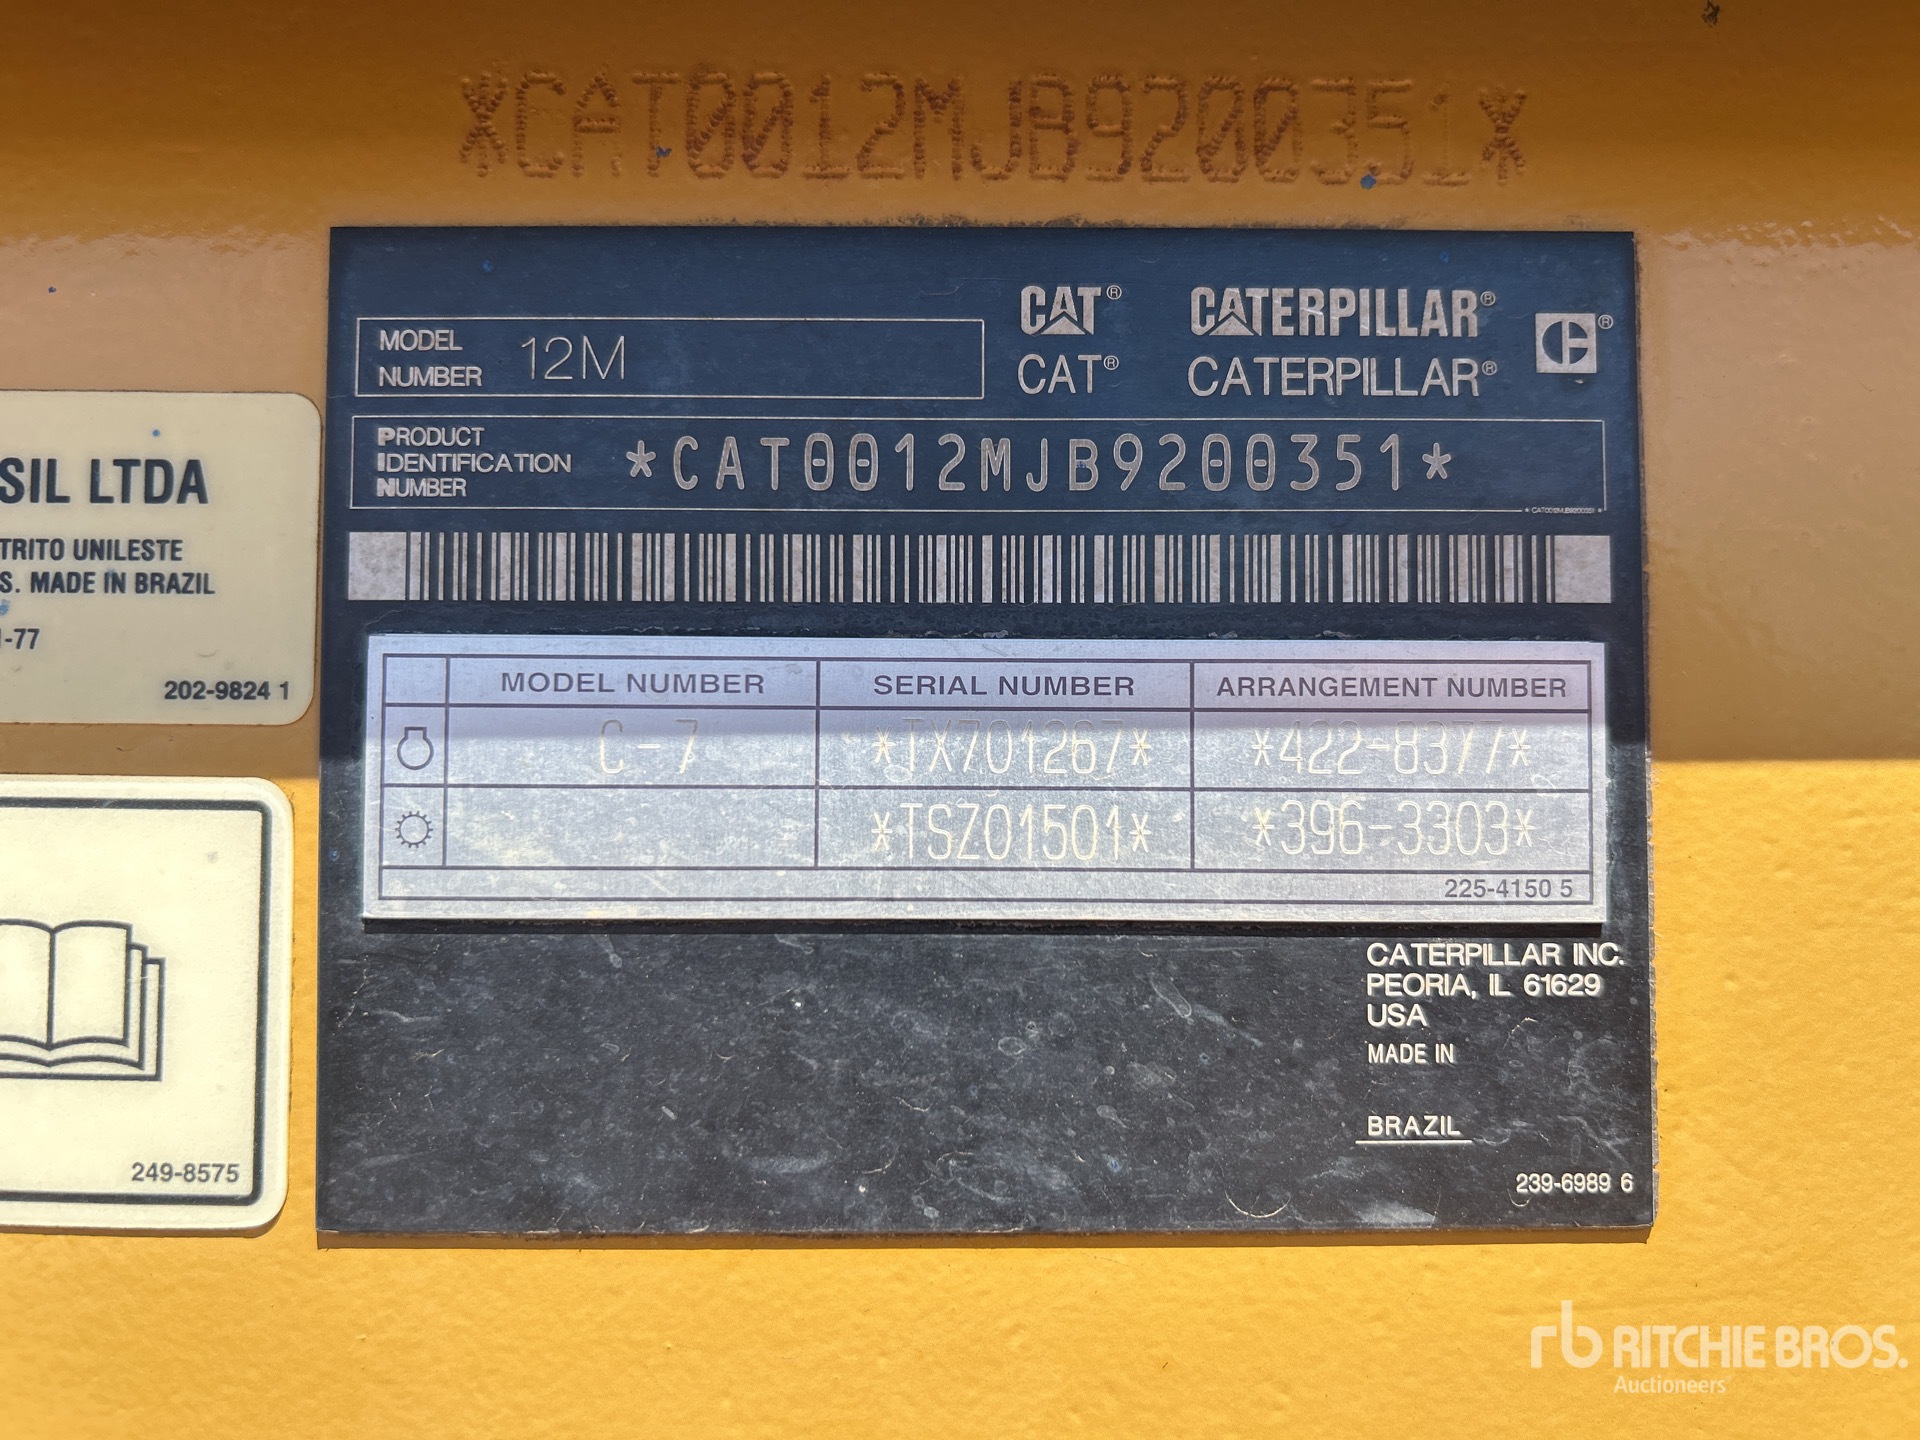 *CAT0012MJB9200351*
MODEL NUMBER 12M
CAT® CATERPILLAR®
CAT® CATERPILLAR®
PRODUCT IDENTIFICATION NUMBER *CAT0012MJB9200351*
*CAT0012MJB9200351*
MODEL NUMBER SERIAL NUMBER ARRANGEMENT NUMBER
C-7 *TX701267* *422-8377*
*TSZ01501* *396-3303*
225-4150 5
CATERPILLAR INC.
PEORIA, IL 61629
USA
MADE IN
BRAZIL
239-6989 6
SIL LTDA
TRITO UNILESTE
S. MADE IN BRAZIL
-77
202-9824 1
249-8575
rb RITCHIE BROS.
Auctioneers